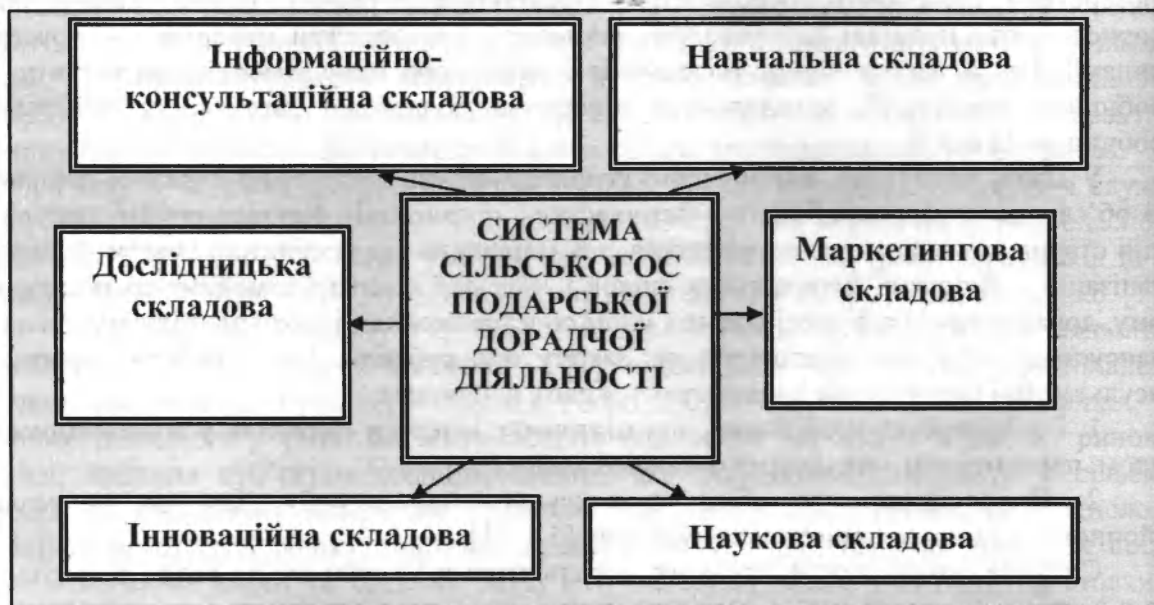 Інформаційно-
консультаційна складова
Навчальна складова
Дослідницька
складова
СИСТЕМА
СІЛЬСЬКОГОС
ПОДАРСЬКОЇ
ДОРАДЧОЇ
ДІЯЛЬНОСТІ
Маркетингова
складова
Інноваційна складова
Наукова складова